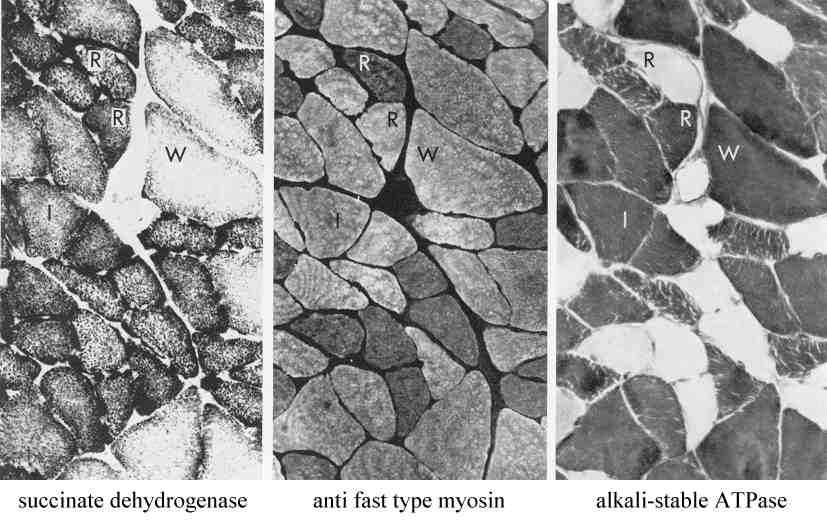 R
R
W
I
R
R
W
I
R
R
W
I
succinate dehydrogenase
anti fast type myosin
alkali-stable ATPase